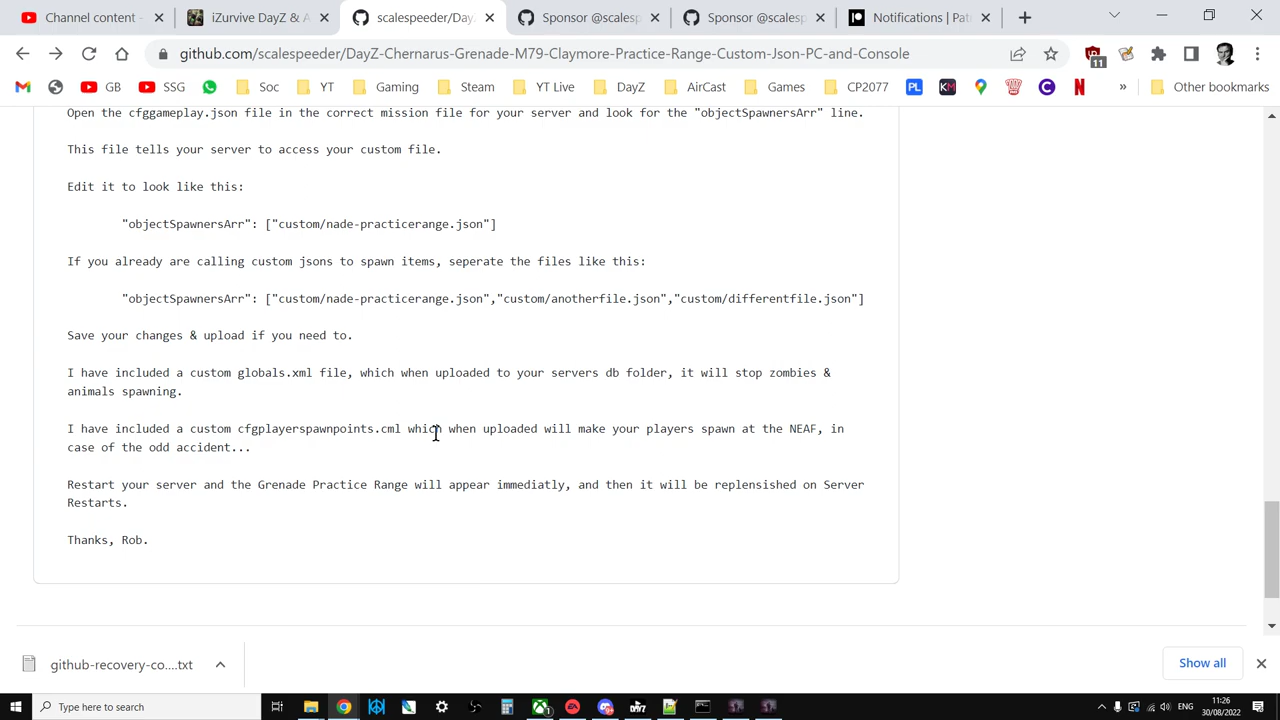 Channel content -
iZurvive DayZ & A
scalespeeder/Day
Sponsor @scalesp
Sponsor @scalesp
Notifications | Pat
github.com/scalespeeder/DayZ-Chernarus-Grenade-M79-Claymore-Practice-Range-Custom-Json-PC-and-Console
11
GB
SSG
Soc
YT
Gaming
Steam
YT Live
DayZ
AirCast
Games
CP2077
PL
KM
»
Other bookmarks
Open the cfggameplay.json file in the correct mission file for your server and look for the "objectSpawnersArr" line.
This file tells your server to access your custom file.
Edit it to look like this:
"objectSpawnersArr": ["custom/nade-practicerange.json"]
If you already are calling custom jsons to spawn items, seperate the files like this:
"objectSpawnersArr": ["custom/nade-practicerange.json","custom/anotherfile.json","custom/differentfile.json"]
Save your changes & upload if you need to.
I have included a custom globals.xml file, which when uploaded to your servers db folder, it will stop zombies &
animals spawning.
I have included a custom cfgplayerspawnpoints.cml which when uploaded will make your players spawn at the NEAF, in
case of the odd accident...
Restart your server and the Grenade Practice Range will appear immediatly, and then it will be replensished on Server
Restarts.
Thanks, Rob.
github-recovery-co....txt
Show all
Type here to search
ENG
11:26
30/08/2022